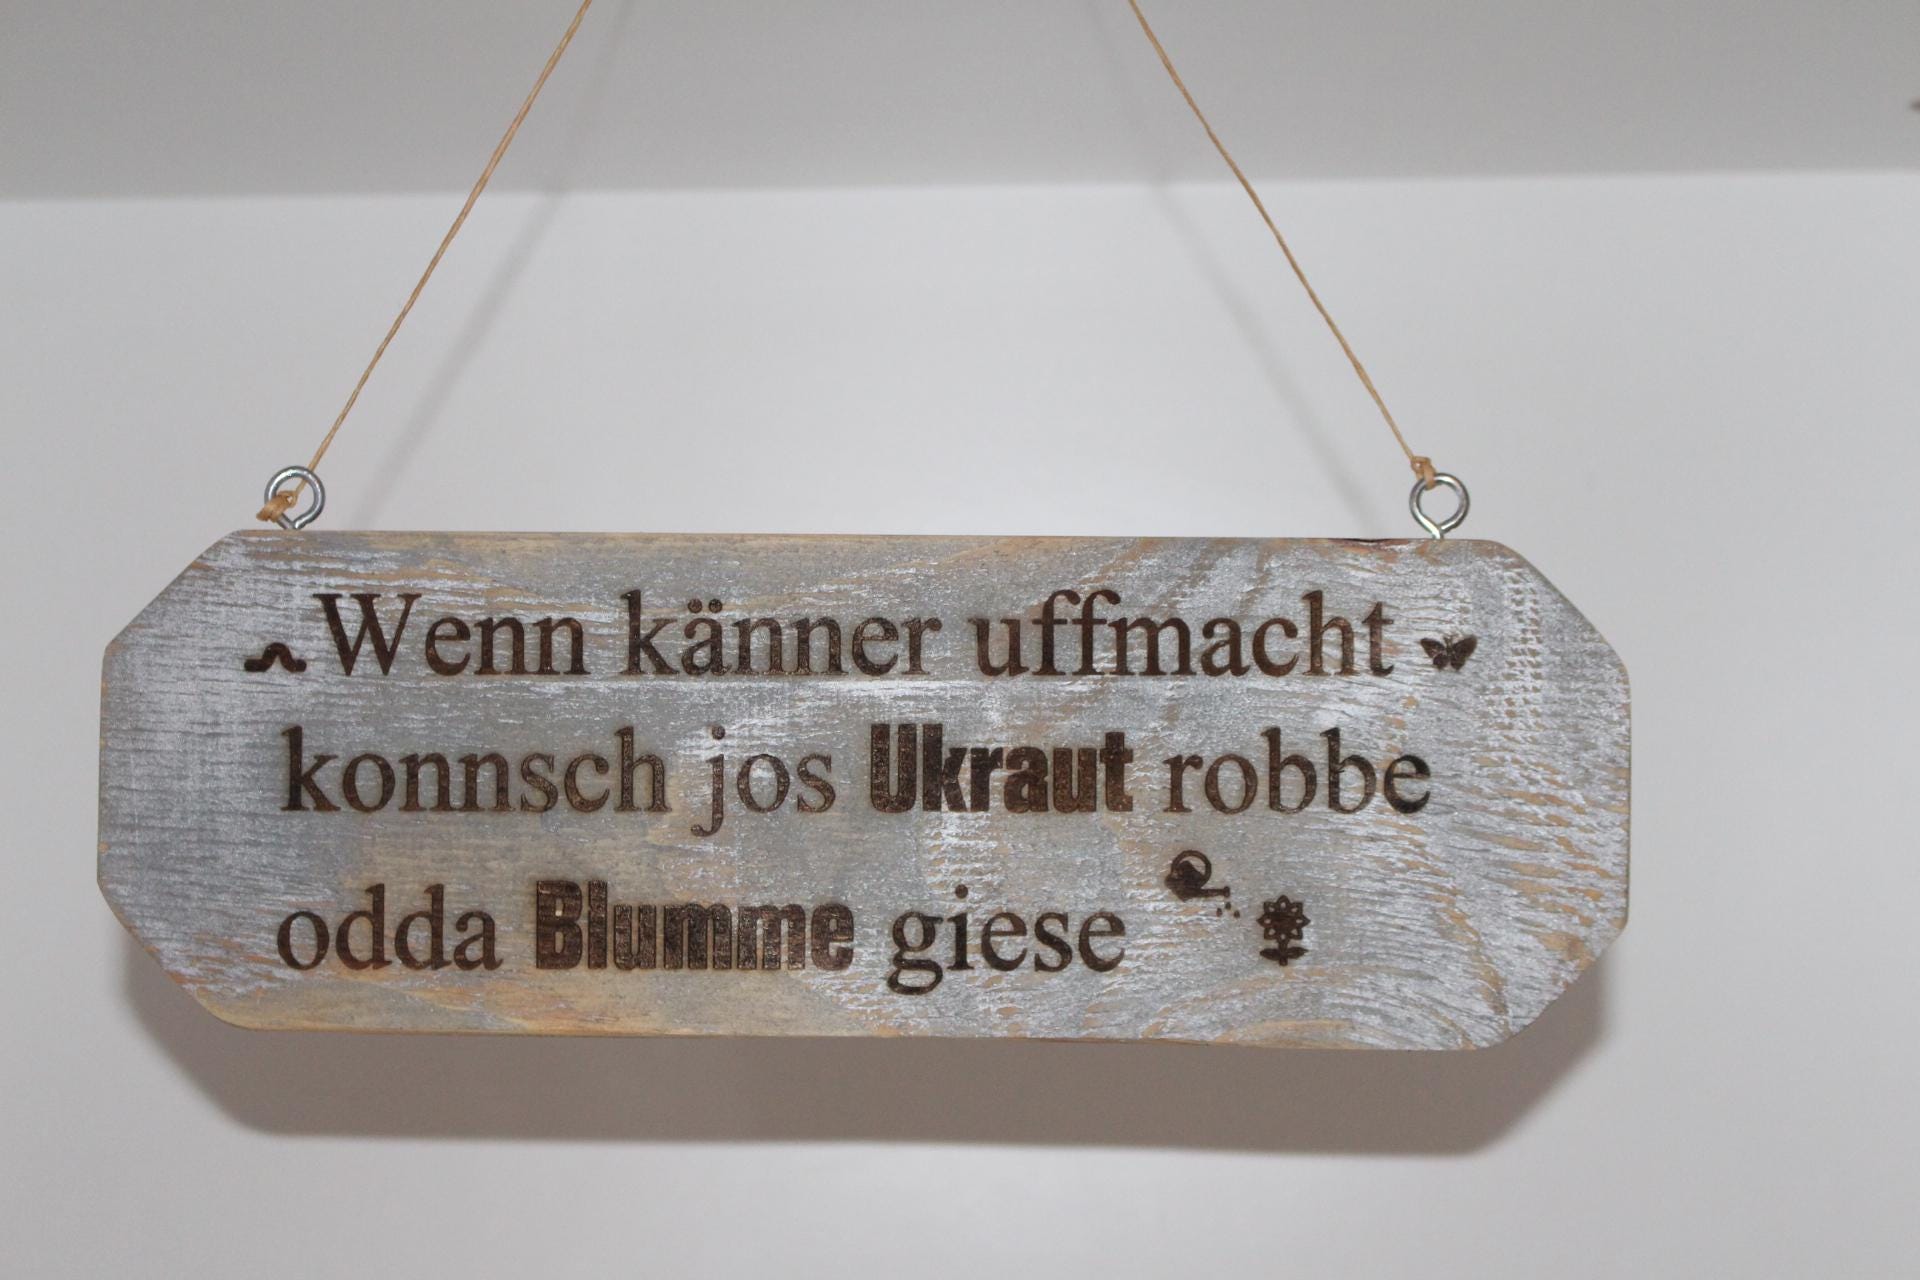 Wenn känner uffmacht
konnsch jos Ukraut robbe
odda Blumme giese